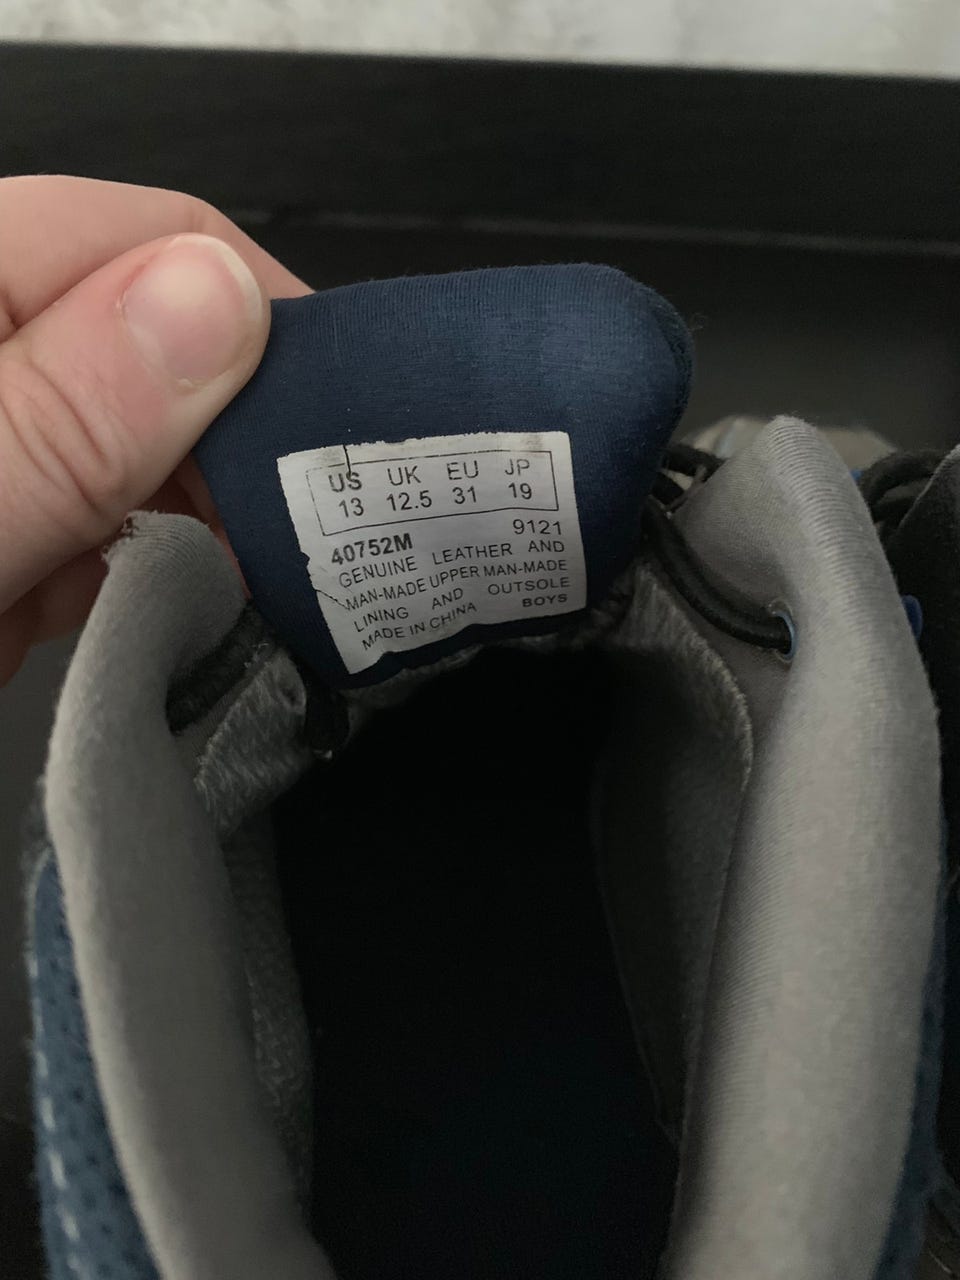 US UK EU JP
13 12.5 31 19
40752M 9121
GENUINE LEATHER AND
MAN-MADE UPPER MAN-MADE
LINING AND OUTSOLE
MADE IN CHINA BOYS